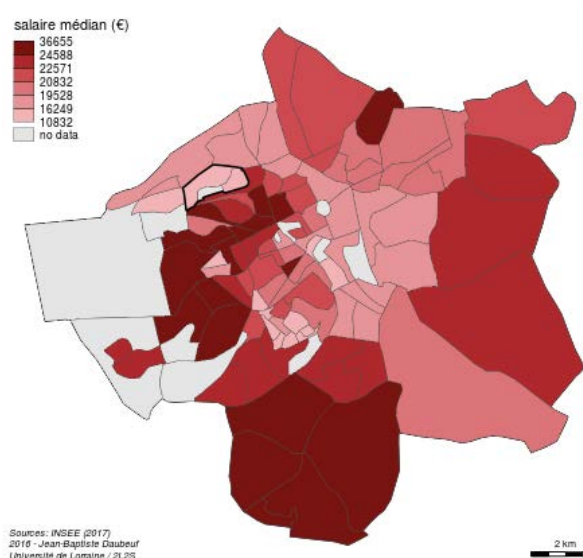 salaire médian (€)
36655
24588
22571
20832
19528
16249
10832
no data
Sources: INSEE (2017)
2016 - Jean-Baptiste Daubeuf
Université de Lorraine / 2L2S
2 km